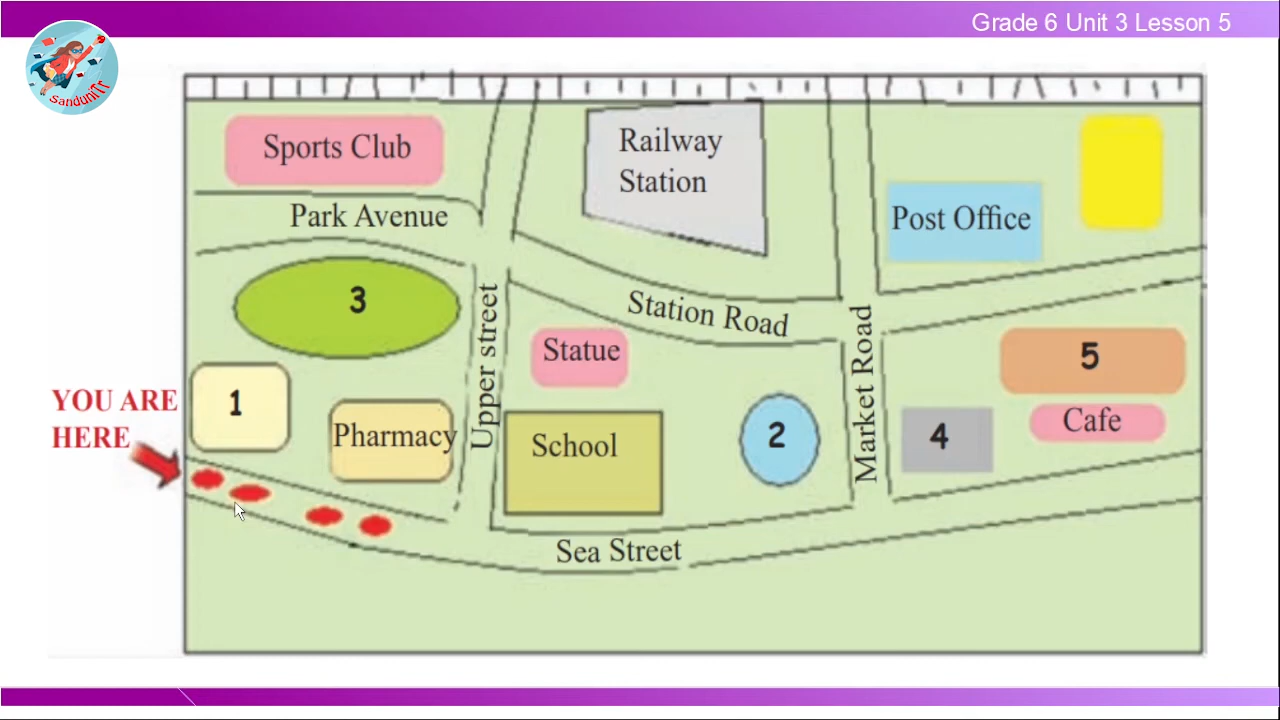 Grade 6 Unit 3 Lesson 5
SanduniTr
Sports Club
Railway
Station
Park Avenue
Post Office
3
Upper street
Station Road
Statue
Market Road
5
YOU ARE
HERE
1
Pharmacy
School
2
4
Cafe
Sea Street